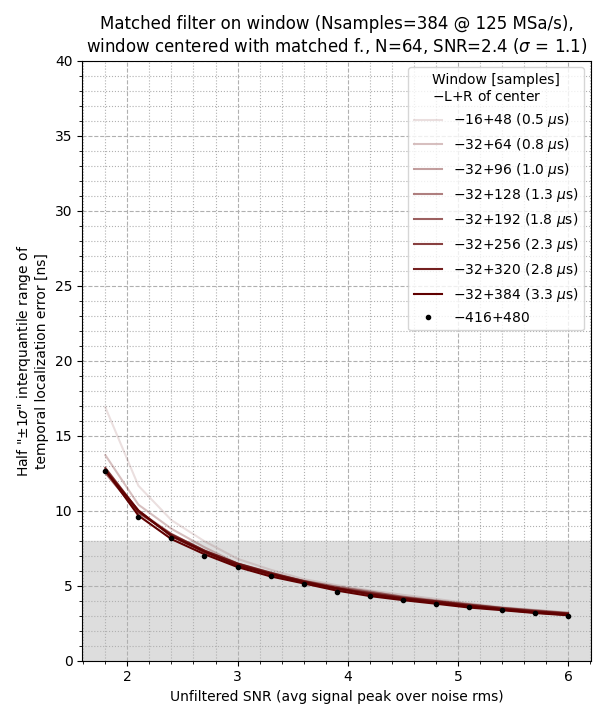 Matched filter on window (Nsamples=384 @ 125 MSa/s),
window centered with matched f., N=64, SNR=2.4 (σ = 1.1)
40
35
30
25
20
15
10
5
0
Half "±1σ" interquantile range of
temporal localization error [ns]
Window [samples]
−L+R of center
−16+48 (0.5 μs)
−32+64 (0.8 μs)
−32+96 (1.0 μs)
−32+128 (1.3 μs)
−32+192 (1.8 μs)
−32+256 (2.3 μs)
−32+320 (2.8 μs)
−32+384 (3.3 μs)
−416+480
2 3 4 5 6
Unfiltered SNR (avg signal peak over noise rms)